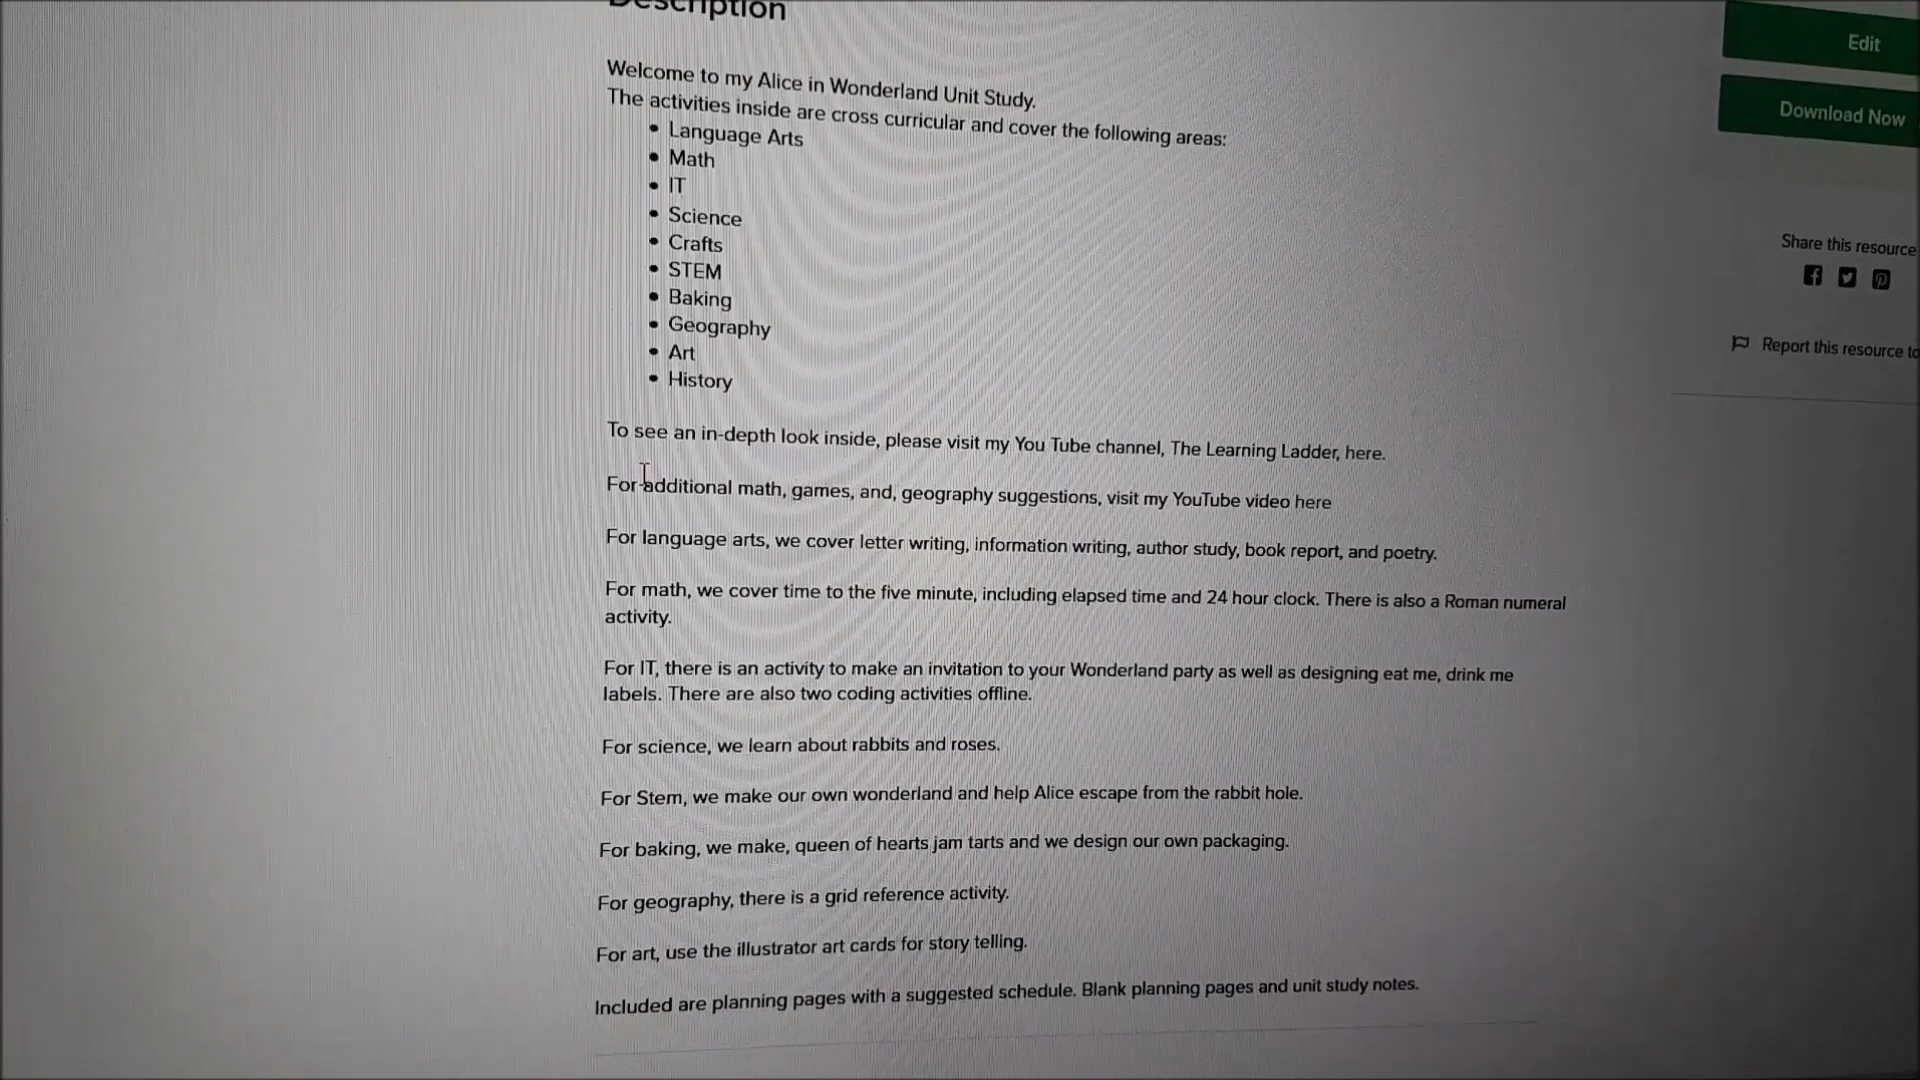 Description
Welcome to my Alice in Wonderland Unit Study.
The activities inside are cross curricular and cover the following areas:
• Language Arts
• Math
• IT
• Science
• Crafts
• STEM
• Baking
• Geography
• Art
• History
To see an in-depth look inside, please visit my You Tube channel, The Learning Ladder, here.
For additional math, games, and, geography suggestions, visit my YouTube video here
For language arts, we cover letter writing, information writing, author study, book report, and poetry.
For math, we cover time to the five minute, including elapsed time and 24 hour clock. There is also a Roman numeral
activity.
For IT, there is an activity to make an invitation to your Wonderland party as well as designing eat me, drink me
labels. There are also two coding activities offline.
For science, we learn about rabbits and roses.
For Stem, we make our own wonderland and help Alice escape from the rabbit hole.
For baking, we make, queen of hearts jam tarts and we design our own packaging.
For geography, there is a grid reference activity.
For art, use the illustrator art cards for story telling.
Included are planning pages with a suggested schedule. Blank planning pages and unit study notes.
Edit
Download Now
Share this resource
Report this resource to